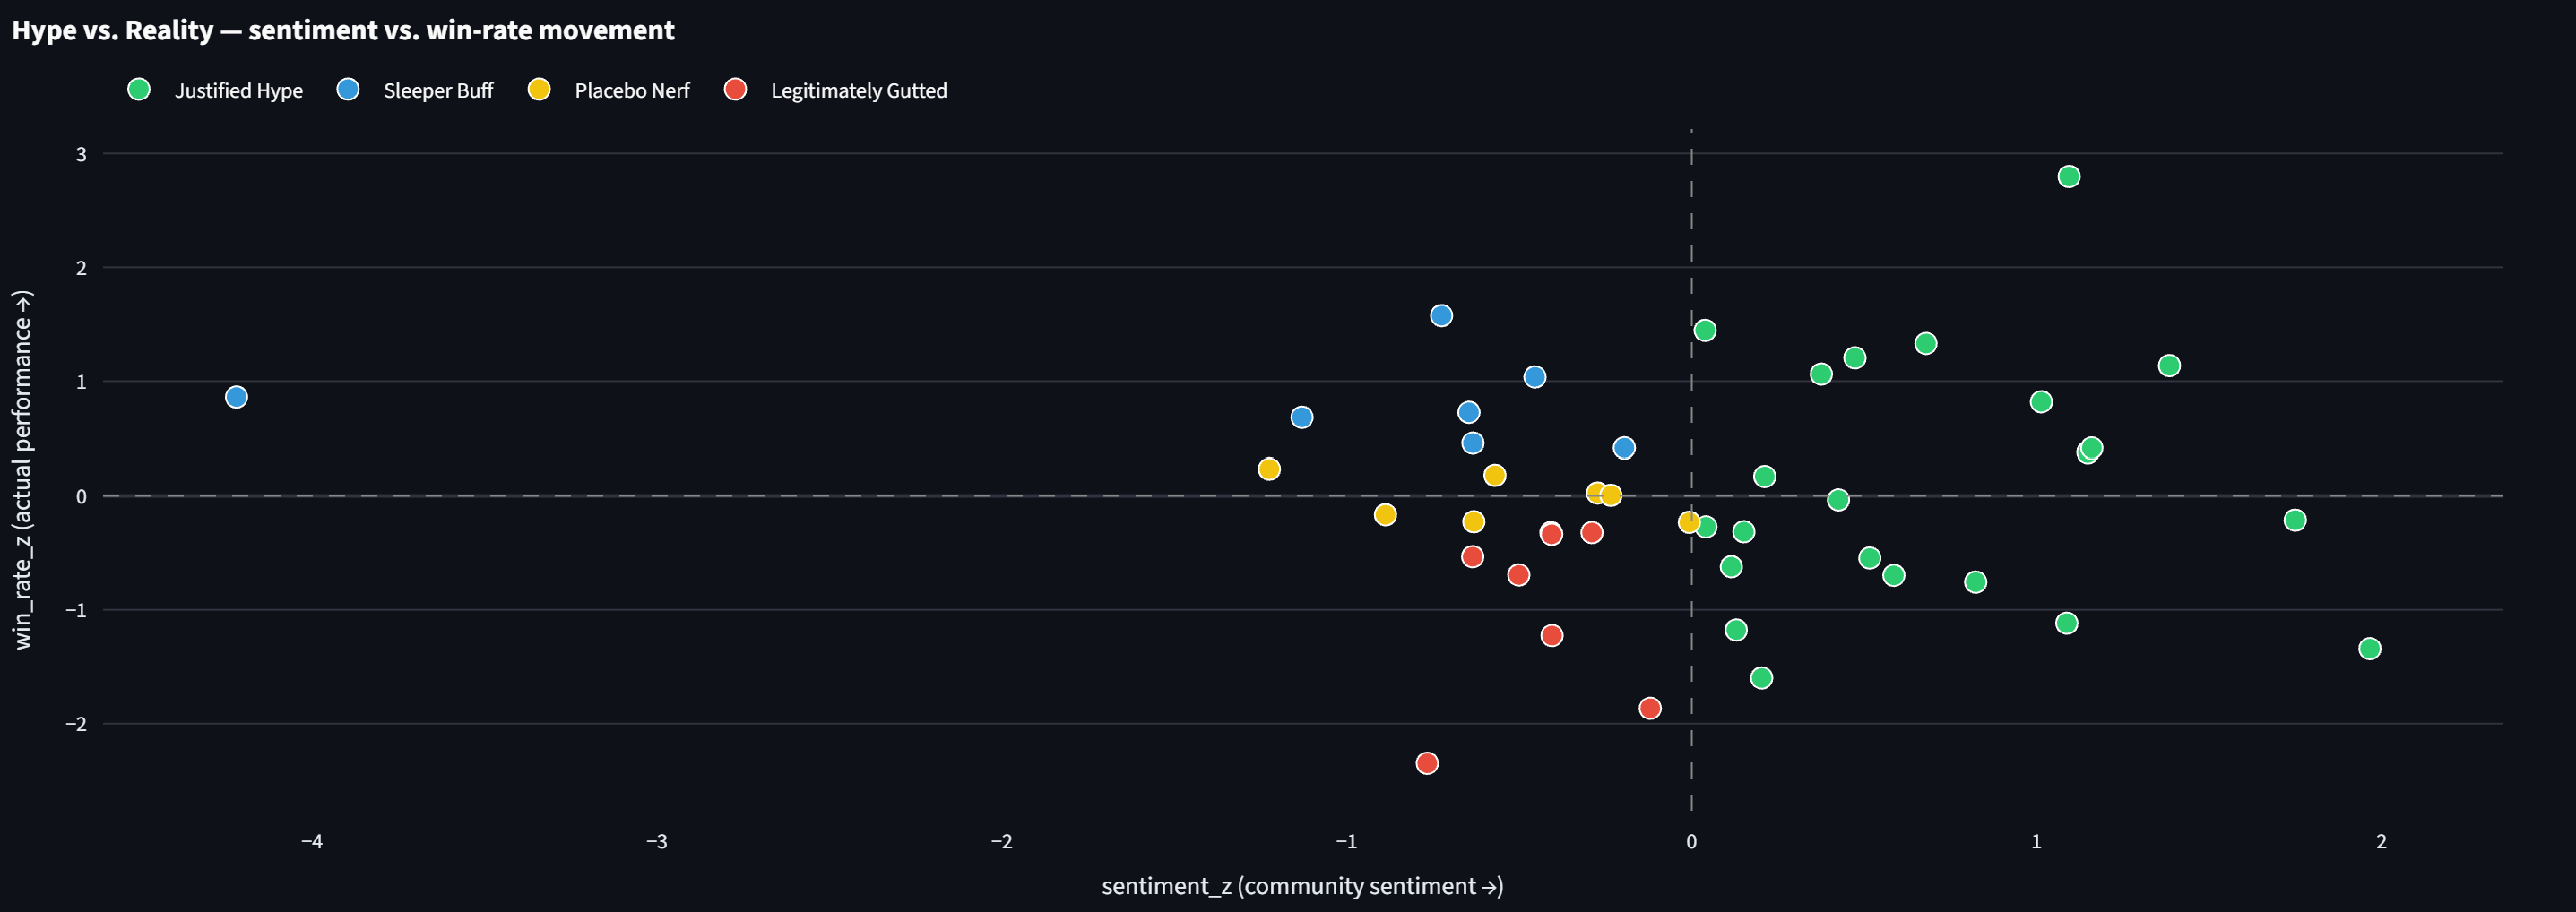 Hype vs. Reality — sentiment vs. win-rate movement
Justified Hype Sleeper Buff Placebo Nerf Legitimately Gutted
3
2
1
0
−1
−2
win_rate_z (actual performance →)
−4 −3 −2 −1 0 1 2
sentiment_z (community sentiment →)